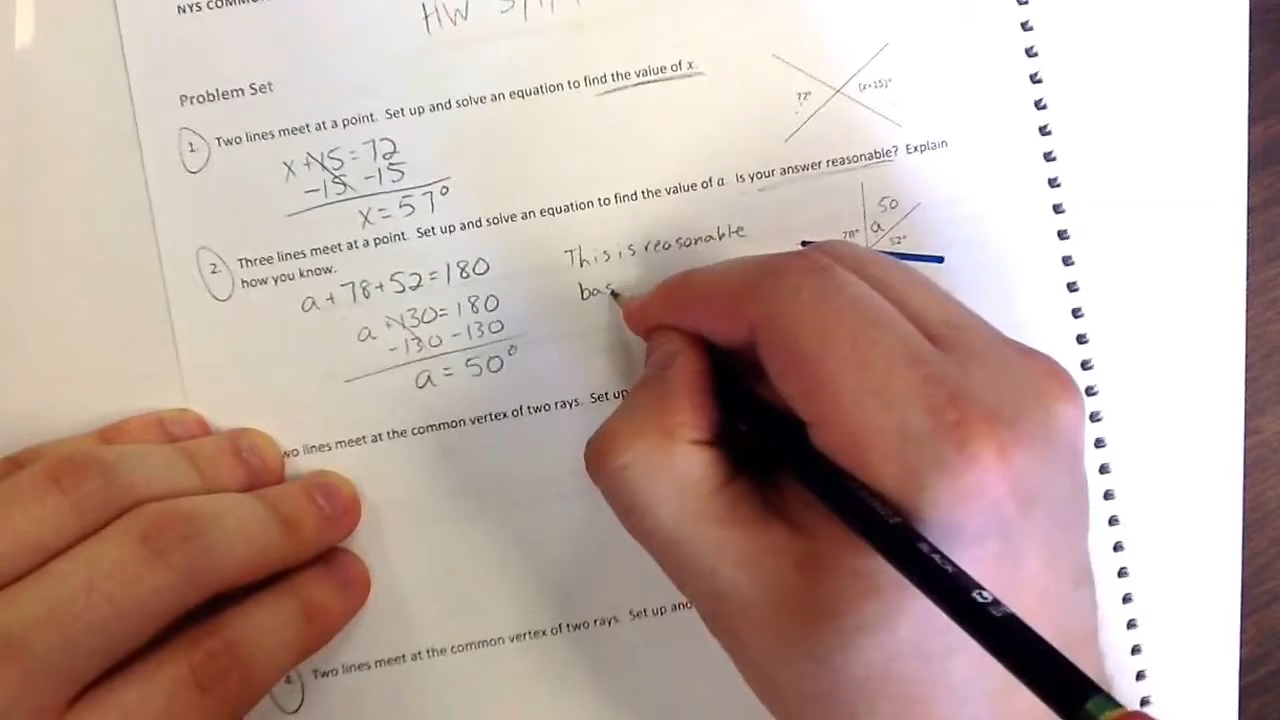 NYS COMMO
HW
Problem Set
1. Two lines meet at a point. Set up and solve an equation to find the value of x.
72°
(x+15)°
x+15=72
-15 -15
x=57°
2. Three lines meet at a point. Set up and solve an equation to find the value of a. Is your answer reasonable? Explain
how you know.
50
a
78°
52°
a+78+52=180
a+130=180
-130 -130
a=50°
This is reasonable
bas
wo lines meet at the common vertex of two rays. Set up
4. Two lines meet at the common vertex of two rays. Set up and
BLACK